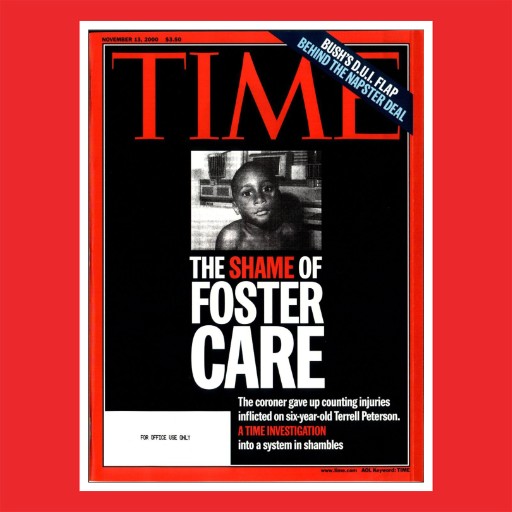 NOVEMBER 13, 2000 $3.50
BUSH'S D.U.I. FLAP
BEHIND THE NAPSTER DEAL
TIME
THE SHAME OF
FOSTER
CARE
The coroner gave up counting injuries
inflicted on six-year-old Terrell Peterson.
A TIME INVESTIGATION
into a system in shambles
FOR OFFICE USE ONLY
www.time.com AOL Keyword: TIME